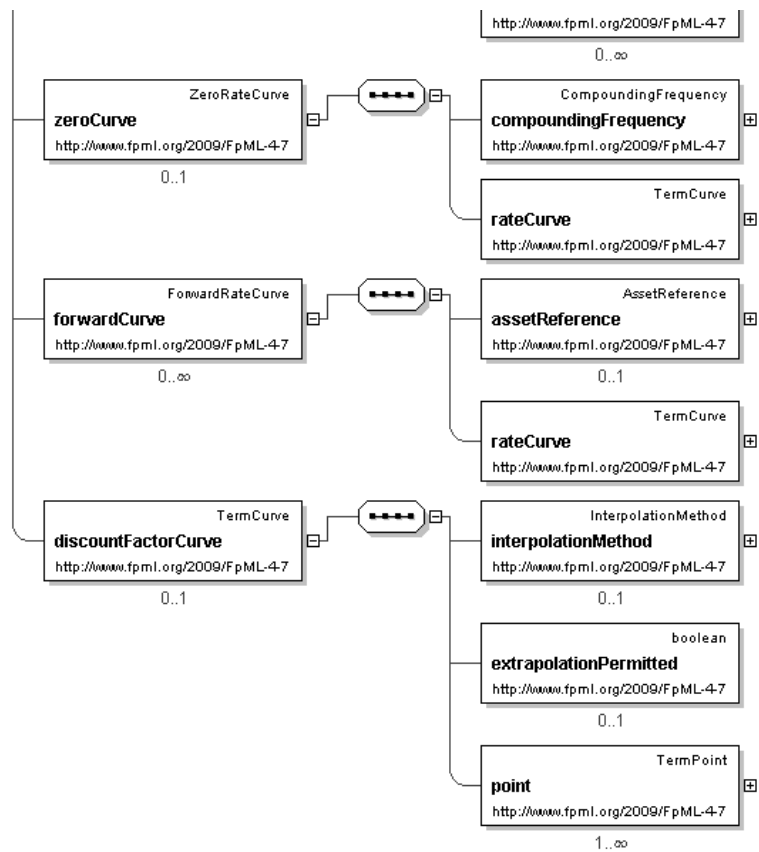 http://www.fpml.org/2009/FpML-4-7
0..∞
ZeroRateCurve
zeroCurve
http://www.fpml.org/2009/FpML-4-7
0..1
CompoundingFrequency
compoundingFrequency
http://www.fpml.org/2009/FpML-4-7
TermCurve
rateCurve
http://www.fpml.org/2009/FpML-4-7
ForwardRateCurve
forwardCurve
http://www.fpml.org/2009/FpML-4-7
0..∞
AssetReference
assetReference
http://www.fpml.org/2009/FpML-4-7
0..1
TermCurve
rateCurve
http://www.fpml.org/2009/FpML-4-7
TermCurve
discountFactorCurve
http://www.fpml.org/2009/FpML-4-7
0..1
InterpolationMethod
interpolationMethod
http://www.fpml.org/2009/FpML-4-7
0..1
boolean
extrapolationPermitted
http://www.fpml.org/2009/FpML-4-7
0..1
TermPoint
point
http://www.fpml.org/2009/FpML-4-7
1..∞